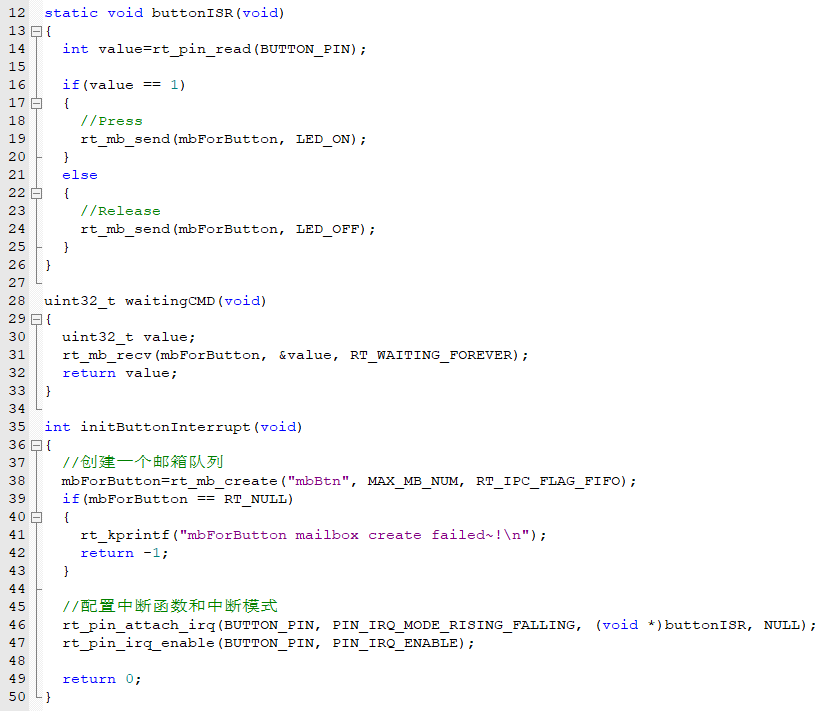 12 static void buttonISR(void)
13 {
14   int value=rt_pin_read(BUTTON_PIN);
15
16   if(value == 1)
17   {
18     //Press
19     rt_mb_send(mbForButton, LED_ON);
20   }
21   else
22   {
23     //Release
24     rt_mb_send(mbForButton, LED_OFF);
25   }
26 }
27
28 uint32_t waitingCMD(void)
29 {
30   uint32_t value;
31   rt_mb_recv(mbForButton, &value, RT_WAITING_FOREVER);
32   return value;
33 }
34
35 int initButtonInterrupt(void)
36 {
37   //创建一个邮箱队列
38   mbForButton=rt_mb_create("mbBtn", MAX_MB_NUM, RT_IPC_FLAG_FIFO);
39   if(mbForButton == RT_NULL)
40   {
41     rt_kprintf("mbForButton mailbox create failed~!\n");
42     return -1;
43   }
44
45   //配置中断函数和中断模式
46   rt_pin_attach_irq(BUTTON_PIN, PIN_IRQ_MODE_RISING_FALLING, (void *)buttonISR, NULL);
47   rt_pin_irq_enable(BUTTON_PIN, PIN_IRQ_ENABLE);
48
49   return 0;
50 }